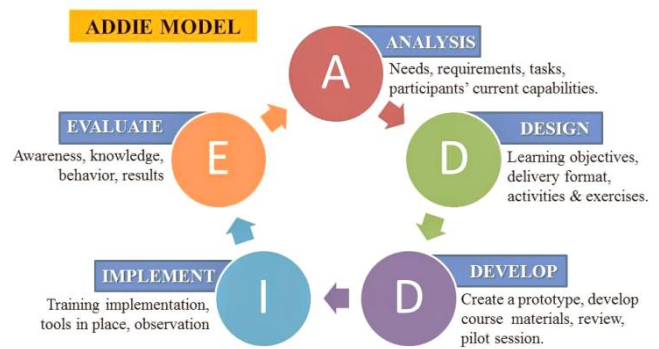 ADDIE MODEL
A
ANALYSIS
Needs, requirements, tasks,
participants' current capabilities.
D
DESIGN
Learning objectives,
delivery format,
activities & exercises.
D
DEVELOP
Create a prototype, develop
course materials, review,
pilot session.
I
IMPLEMENT
Training implementation,
tools in place, observation
E
EVALUATE
Awareness, knowledge,
behavior, results